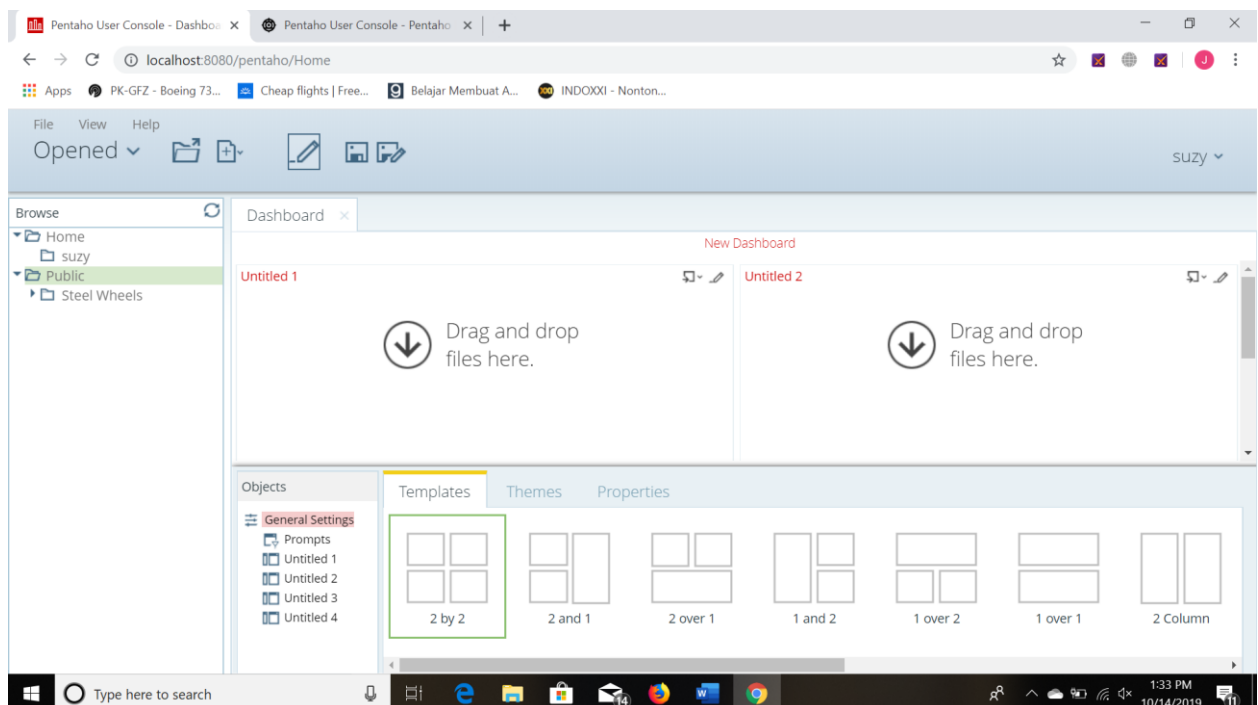 Pentaho User Console - Dashboa
Pentaho User Console - Pentaho
localhost:8080/pentaho/Home
Apps PK-GFZ - Boeing 73... Cheap flights | Free... Belajar Membuat A... INDOXXI - Nonton...
J
File View Help
Opened
suzy
Browse
Home
suzy
Public
Steel Wheels
Dashboard
New Dashboard
Untitled 1
Drag and drop
files here.
Untitled 2
Drag and drop
files here.
Objects
General Settings
Prompts
Untitled 1
Untitled 2
Untitled 3
Untitled 4
Templates Themes Properties
2 by 2 2 and 1 2 over 1 1 and 2 1 over 2 1 over 1 2 Column
Type here to search
14
1:33 PM
10/14/2019
11